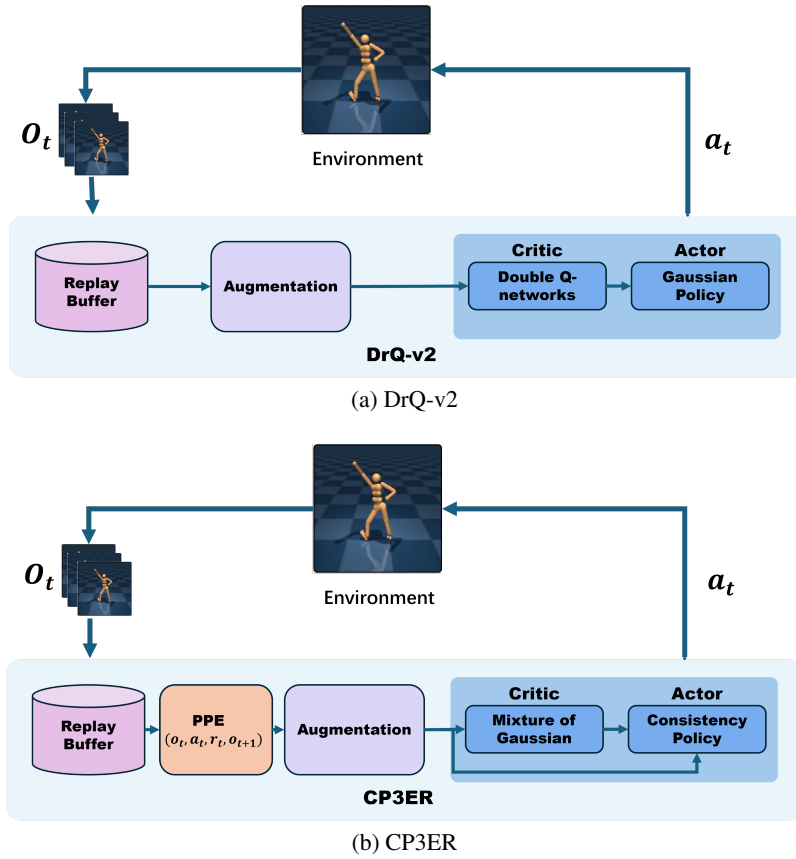 Environment
O_t
a_t
Replay
Buffer
Augmentation
Critic
Double Q-
networks
Actor
Gaussian
Policy
DrQ-v2
(a) DrQ-v2
Environment
O_t
a_t
Replay
Buffer
PPE
(o_t, a_t, r_t, o_{t+1})
Augmentation
Critic
Mixture of
Gaussian
Actor
Consistency
Policy
CP3ER
(b) CP3ER